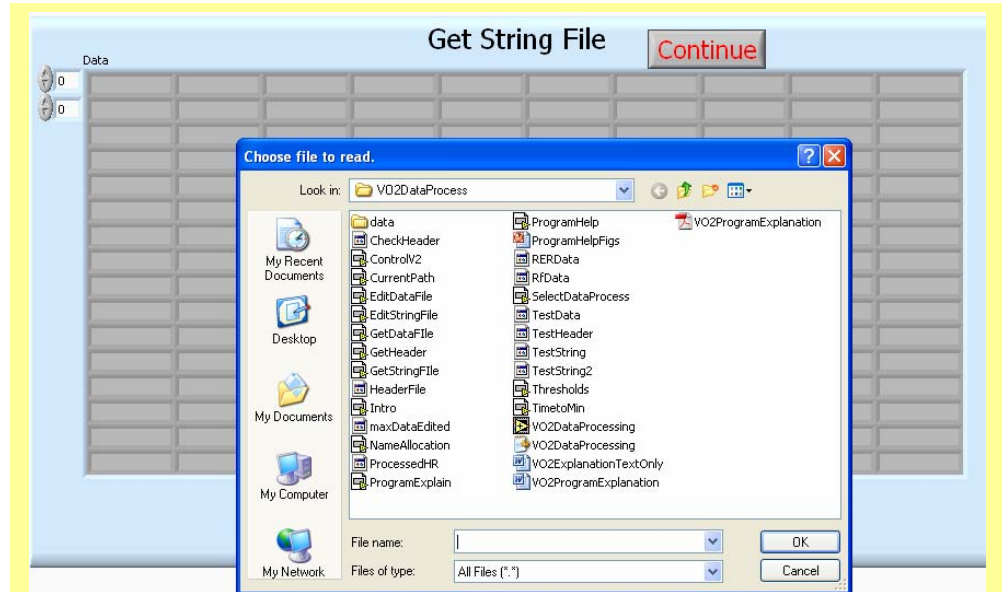 Get String File
Continue
Data
0
0
Choose file to read.
Look in:
VO2DataProcess
My Recent Documents
Desktop
My Documents
My Computer
My Network
data
CheckHeader
ControlV2
CurrentPath
EditDataFile
EditStringFile
GetDataFIle
GetHeader
GetStringFIle
HeaderFile
Intro
maxDataEdited
NameAllocation
ProcessedHR
ProgramExplain
ProgramHelp
ProgramHelpFigs
RERData
RfData
SelectDataProcess
TestData
TestHeader
TestString
TestString2
Thresholds
TimetoMin
VO2DataProcessing
VO2DataProcessing
VO2ExplanationTextOnly
VO2ProgramExplanation
VO2ProgramExplanation
File name:
OK
Files of type:
All Files (*.*)
Cancel